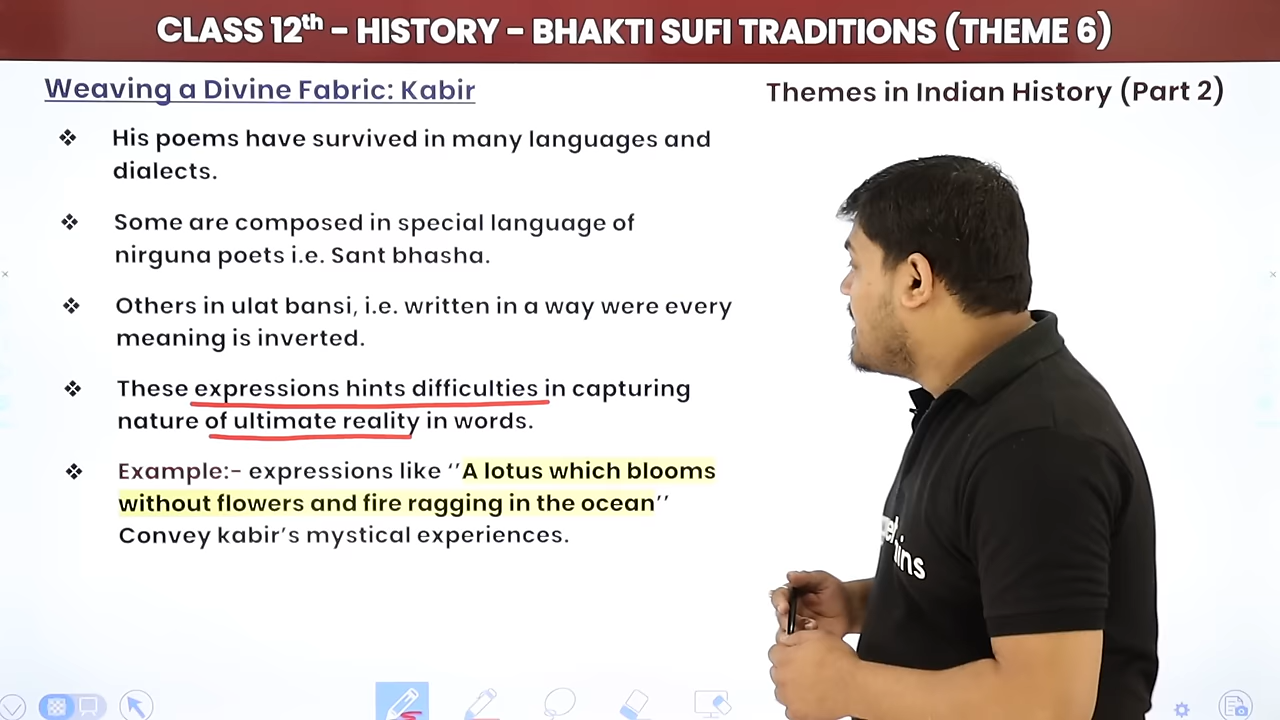 CLASS 12th – HISTORY – BHAKTI SUFI TRADITIONS (THEME 6)
Weaving a Divine Fabric: Kabir
Themes in Indian History (Part 2)
❖ His poems have survived in many languages and
dialects.
❖ Some are composed in special language of
nirguna poets i.e. Sant bhasha.
❖ Others in ulat bansi, i.e. written in a way were every
meaning is inverted.
❖ These expressions hints difficulties in capturing
nature of ultimate reality in words.
❖ Example:- expressions like ‘’A lotus which blooms
without flowers and fire ragging in the ocean’’
Convey kabir’s mystical experiences.